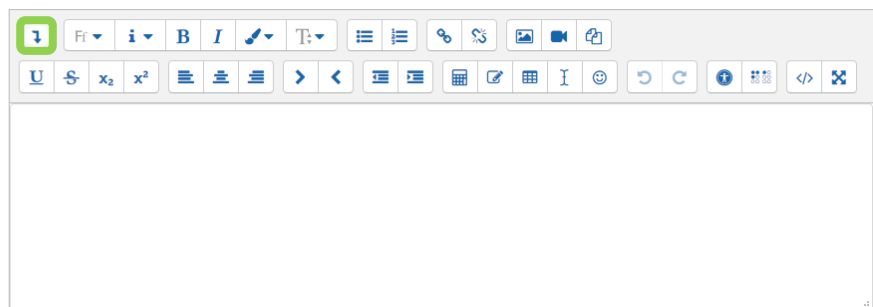 Ff i B I T
U S x₂ x² </>